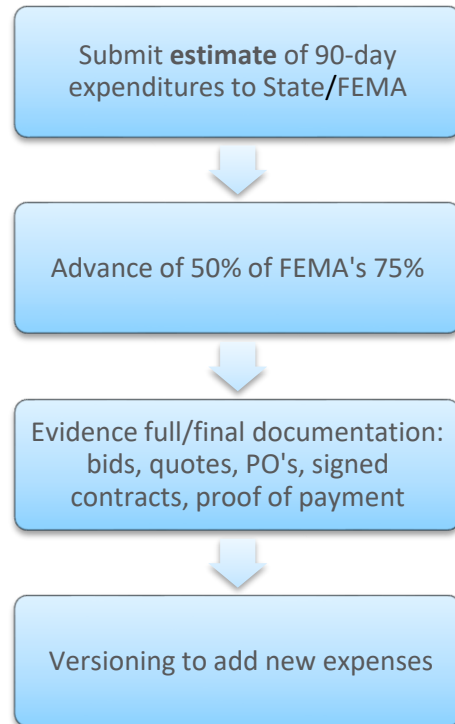 Submit estimate of 90-day
expenditures to State/FEMA
Advance of 50% of FEMA's 75%
Evidence full/final documentation:
bids, quotes, PO's, signed
contracts, proof of payment
Versioning to add new expenses